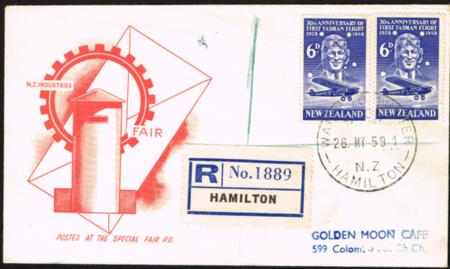 30th ANNIVERSARY OF
FIRST TASMAN FLIGHT
1928 1958
6D
NEW ZEALAND
30th ANNIVERSARY OF
FIRST TASMAN FLIGHT
1928 1958
6D
NEW ZEALAND
N.Z. INDUSTRIES
FAIR
26 MY 59
N.Z
HAMILTON
R No. 1889
HAMILTON
POSTED AT THE SPECIAL FAIR P.O.
GOLDEN MOON CAFE
599 Ch Ch.